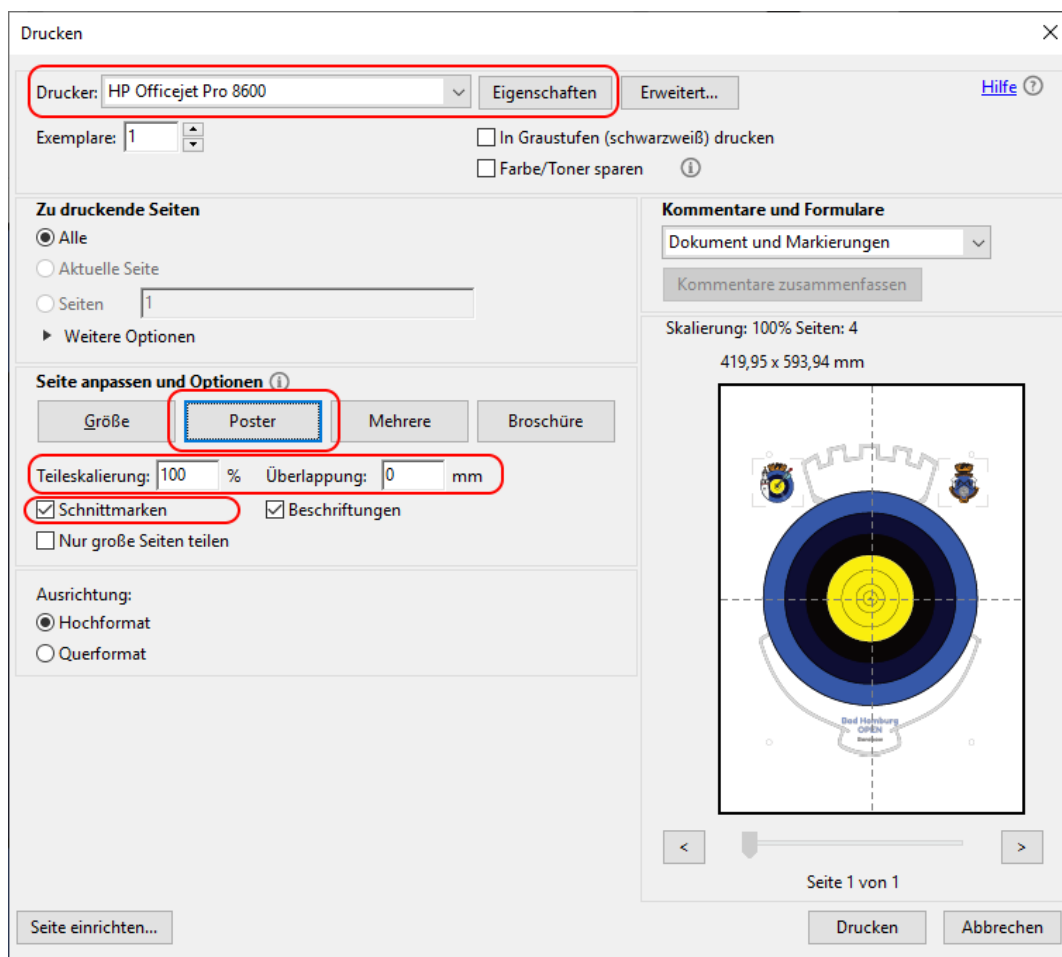 Drucken
Drucker: HP Officejet Pro 8600 Eigenschaften Erweitert... Hilfe
Exemplare: 1 In Graustufen (schwarzweiß) drucken
Farbe/Toner sparen
Zu druckende Seiten
Alle
Aktuelle Seite
Seiten 1
Weitere Optionen
Kommentare und Formulare
Dokument und Markierungen
Kommentare zusammenfassen
Seite anpassen und Optionen
Größe Poster Mehrere Broschüre
Teileskalierung: 100 % Überlappung: 0 mm
Schnittmarken Beschriftungen
Nur große Seiten teilen
Ausrichtung:
Hochformat
Querformat
Skalierung: 100% Seiten: 4
419,95 x 593,94 mm
Bad Homburg
OPEN
< >
Seite 1 von 1
Seite einrichten... Drucken Abbrechen